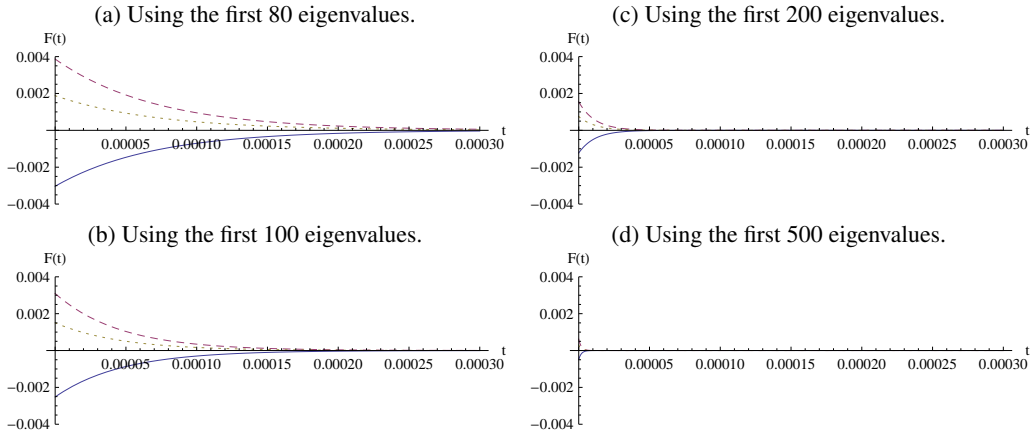 (a) Using the first 80 eigenvalues.
F(t)
0.004
0.002
t
0.00005 0.00010 0.00015 0.00020 0.00025 0.00030
−0.002
−0.004
(b) Using the first 100 eigenvalues.
F(t)
0.004
0.002
t
0.00005 0.00010 0.00015 0.00020 0.00025 0.00030
−0.002
−0.004
(c) Using the first 200 eigenvalues.
F(t)
0.004
0.002
t
0.00005 0.00010 0.00015 0.00020 0.00025 0.00030
−0.002
−0.004
(d) Using the first 500 eigenvalues.
F(t)
0.004
0.002
t
0.00005 0.00010 0.00015 0.00020 0.00025 0.00030
−0.002
−0.004